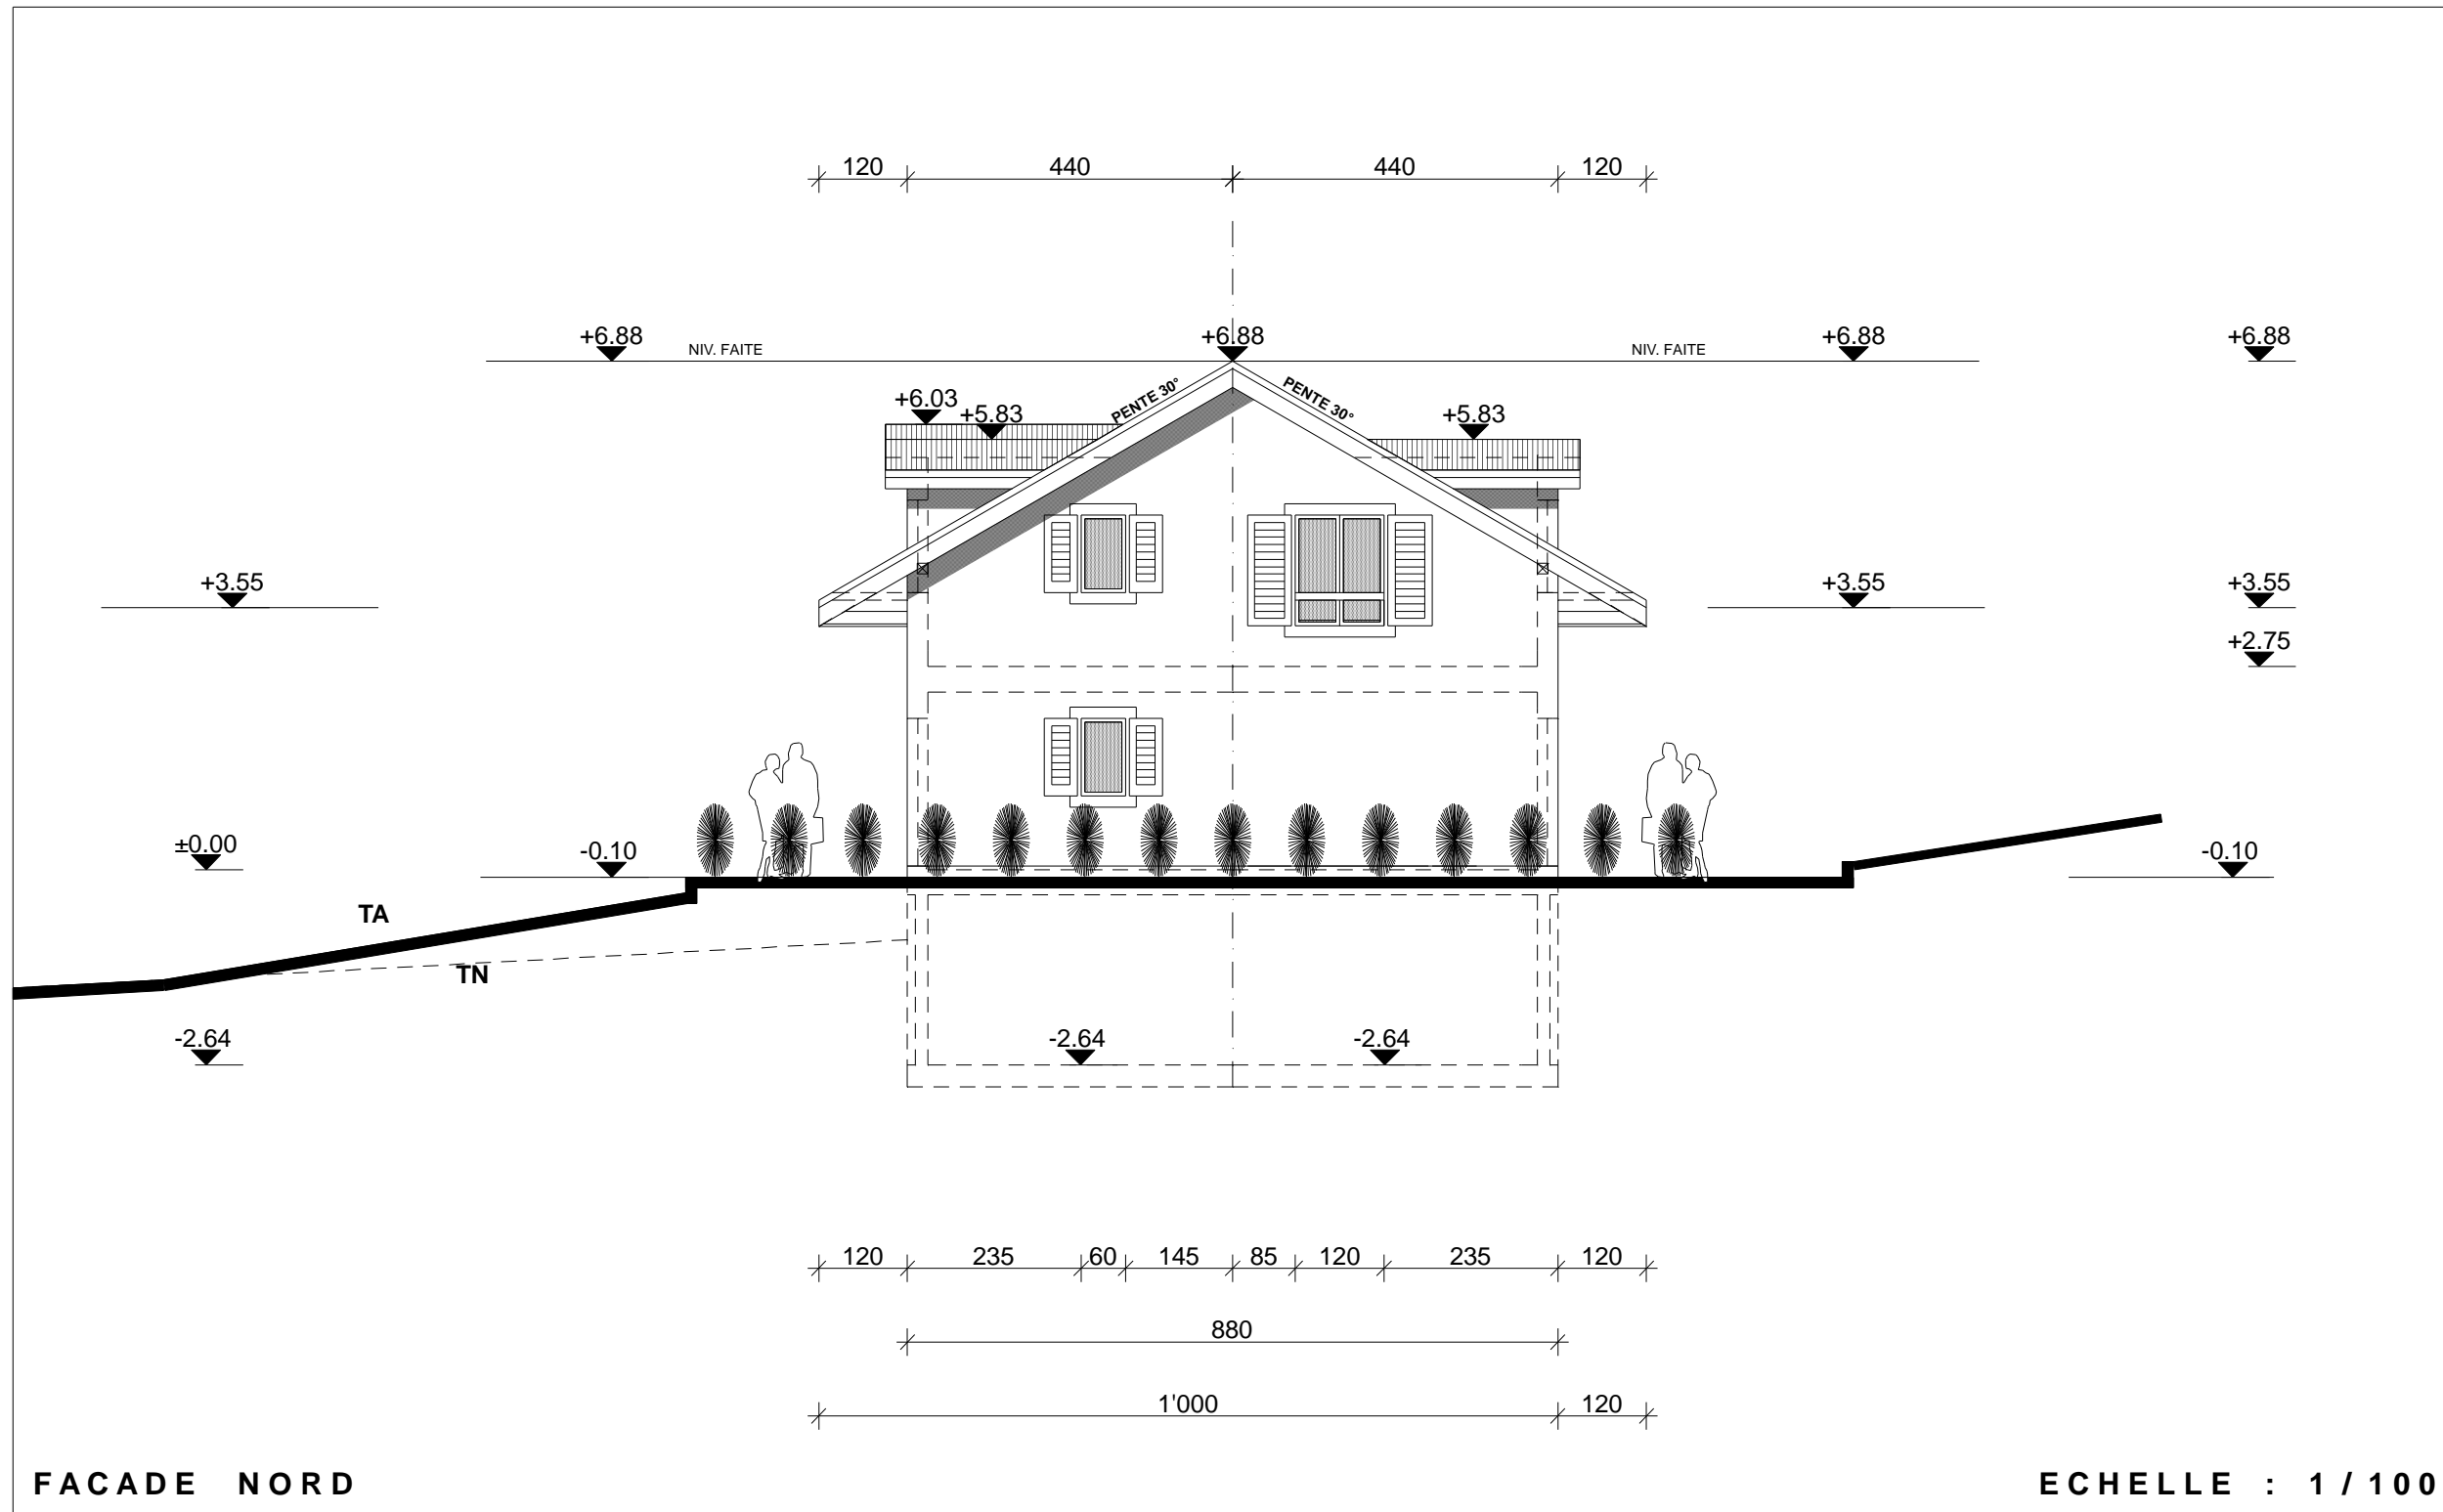 120 440 440 120
+6.88 NIV. FAITE +6.88 NIV. FAITE +6.88 +6.88
PENTE 30° PENTE 30°
+6.03
+5.83 +5.83
+3.55 +3.55 +3.55
+2.75
±0.00 -0.10 -0.10
TA
TN
-2.64 -2.64 -2.64
120 235 60 145 85 120 235 120
880
1'000 120
FACADE NORD ECHELLE : 1/100